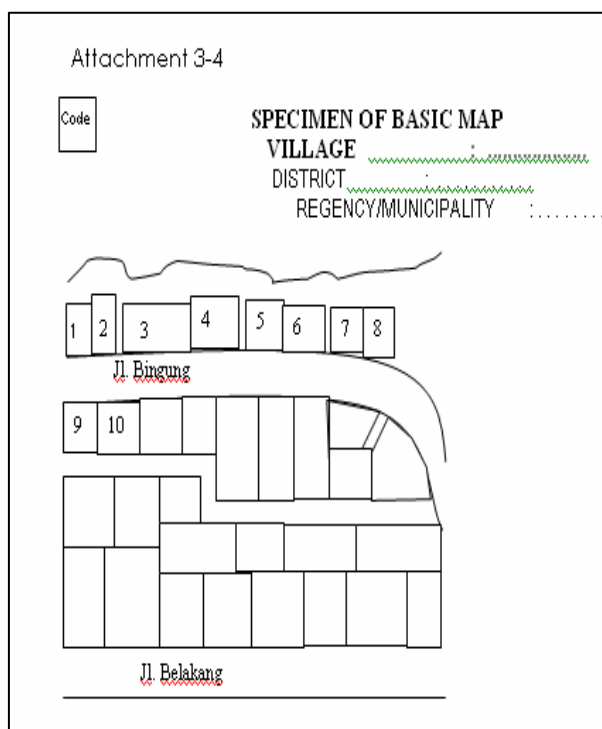 Attachment 3-4
Code
SPECIMEN OF BASIC MAP
VILLAGE : ..................
DISTRICT : ............
REGENCY/MUNICIPALITY : ........
1 2 3 4 5 6 7 8
Jl. Bingung
9 10
Jl. Belakang